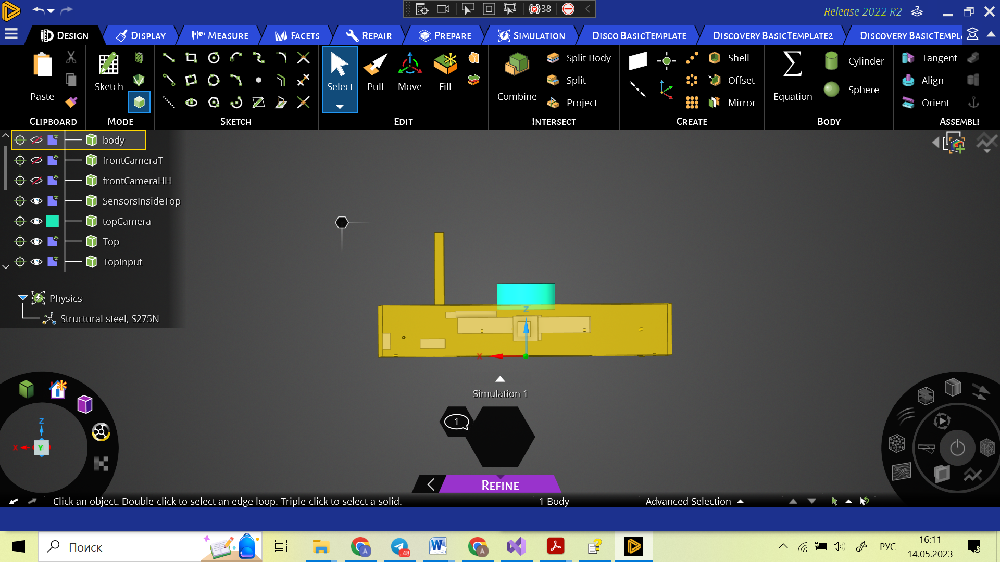 38
Release 2022 R2
DESIGN
DISPLAY
MEASURE
FACETS
REPAIR
PREPARE
SIMULATION
DISCO BASICTEMPLATE
DISCOVERY BASICTEMPLATE2
DISCOVERY BASICTEMPLA
Paste
CLIPBOARD
Sketch
MODE
SKETCH
Select
Pull
Move
Fill
EDIT
Combine
Split Body
Split
Project
INTERSECT
Shell
Offset
Mirror
CREATE
Equation
Cylinder
Sphere
BODY
Tangent
Align
Orient
ASSEMBLI
body
frontCameraT
frontCameraHH
SensorsInsideTop
topCamera
Top
TopInput
Physics
Structural steel, S275N
Z
X
Z
X
Y
Simulation 1
1
REFINE
Click an object. Double-click to select an edge loop. Triple-click to select a solid.
1 Body
Advanced Selection
Поиск
A
..48
W
A
РУС
16:11
14.05.2023